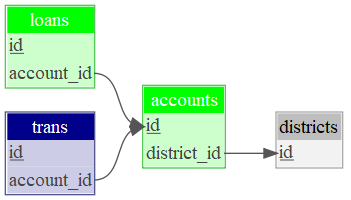 loans
id
account_id
trans
id
account_id
accounts
id
district_id
districts
id